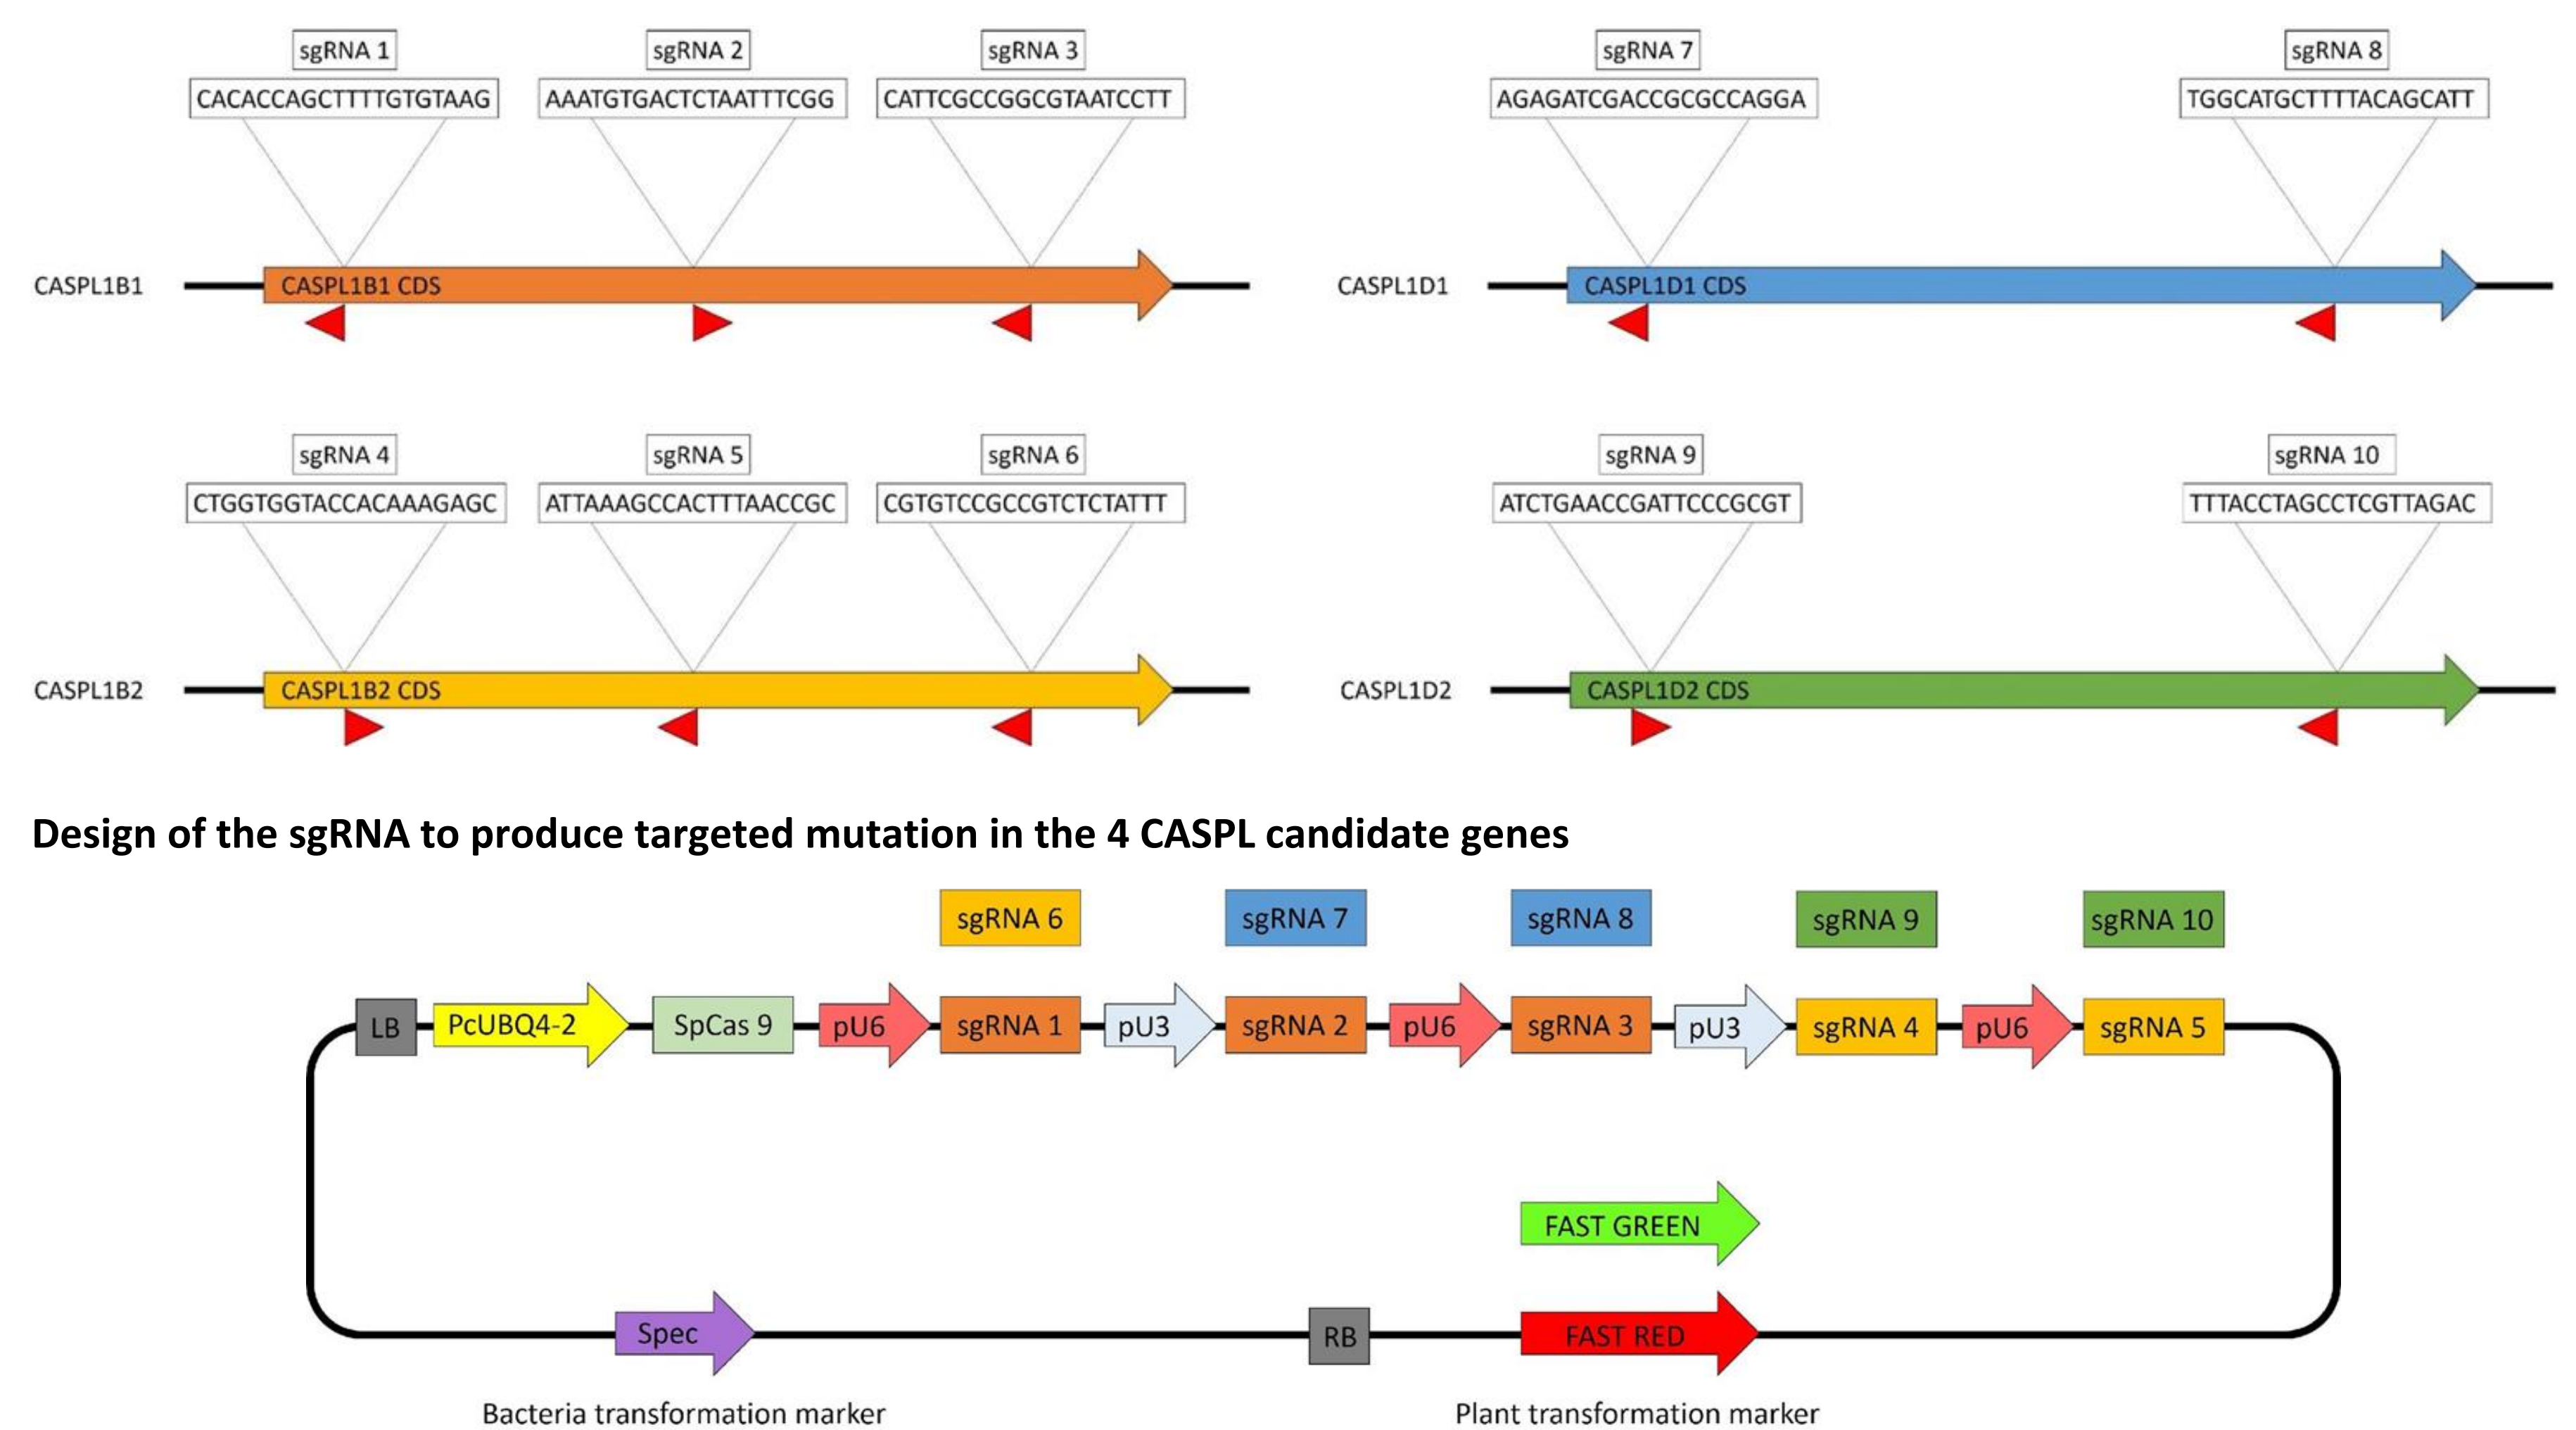 sgRNA 1 sgRNA 2 sgRNA 3 sgRNA 7 sgRNA 8
CACACCAGCTTTTGTGTAAG AAATGTGACTCTAATTTCGG CATTCGCCGGCGTAATCCTT AGAGATCGACCGCGCCAGGA TGGCATGCTTTTACAGCATT
CASPL1B1 CASPL1B1 CDS CASPL1D1 CASPL1D1 CDS
sgRNA 4 sgRNA 5 sgRNA 6 sgRNA 9 sgRNA 10
CTGGTGGTACCACAAAGAGC ATTAAAGCCACTTTAACCGC CGTGTCCGCCGTCTCTATTT ATCTGAACCGATTCCCGCGT TTTACCTAGCCTCGTTAGAC
CASPL1B2 CASPL1B2 CDS CASPL1D2 CASPL1D2 CDS
Design of the sgRNA to produce targeted mutation in the 4 CASPL candidate genes
sgRNA 6 sgRNA 7 sgRNA 8 sgRNA 9 sgRNA 10
LB PcUBQ4-2 SpCas 9 pU6 sgRNA 1 pU3 sgRNA 2 pU6 sgRNA 3 pU3 sgRNA 4 pU6 sgRNA 5
FAST GREEN
Spec RB FAST RED
Bacteria transformation marker Plant transformation marker